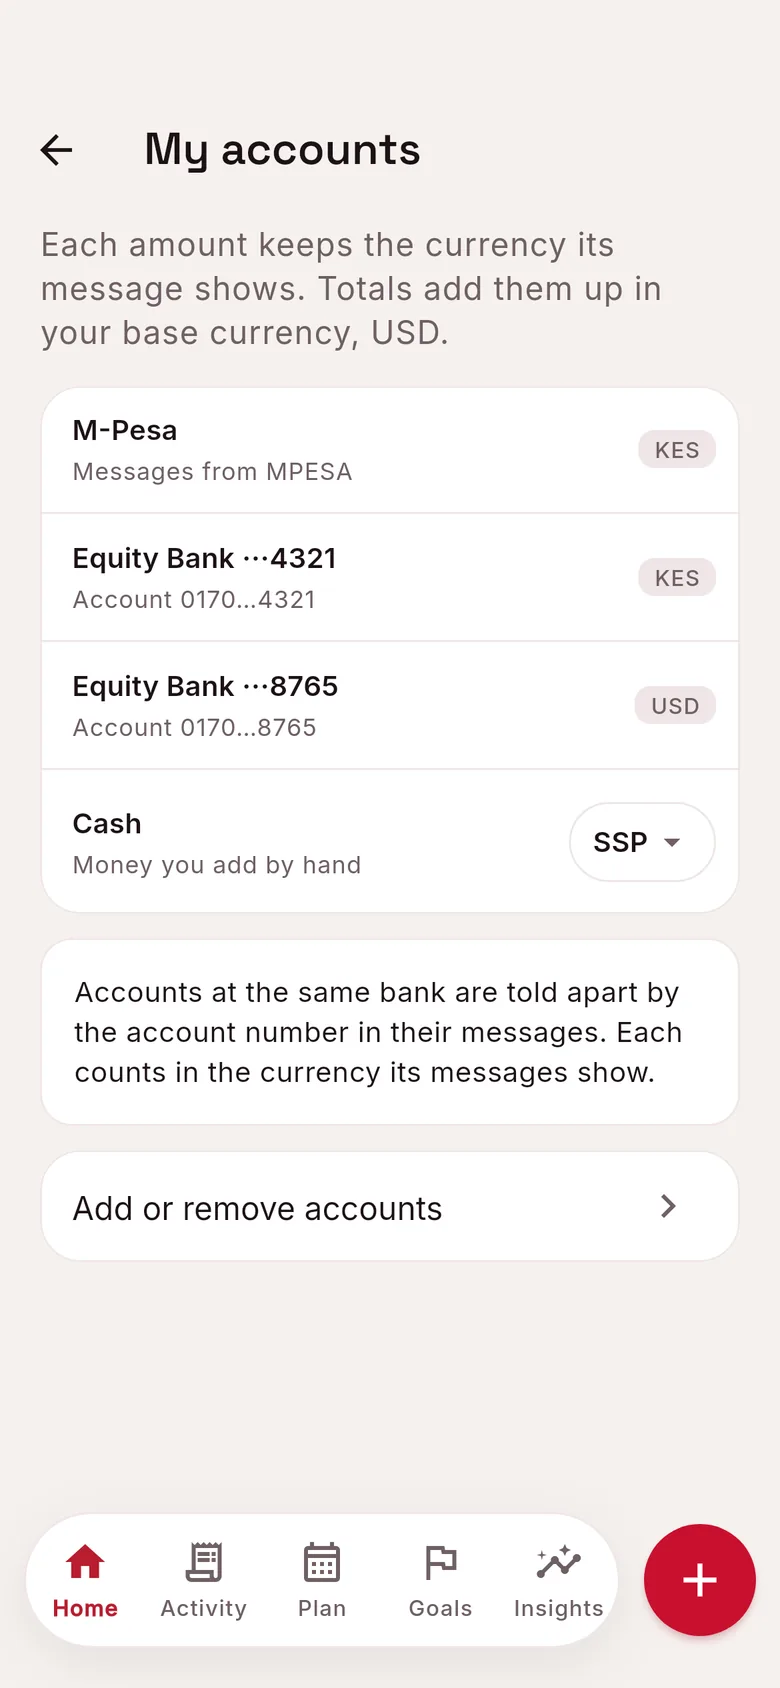 My accounts
Each amount keeps the currency its
message shows. Totals add them up in
your base currency, USD.
M-Pesa
Messages from MPESA
KES
Equity Bank ···4321
Account 0170...4321
KES
Equity Bank ···8765
Account 0170...8765
USD
Cash
Money you add by hand
SSP
Accounts at the same bank are told apart by
the account number in their messages. Each
counts in the currency its messages show.
Add or remove accounts
Home
Activity
Plan
Goals
Insights